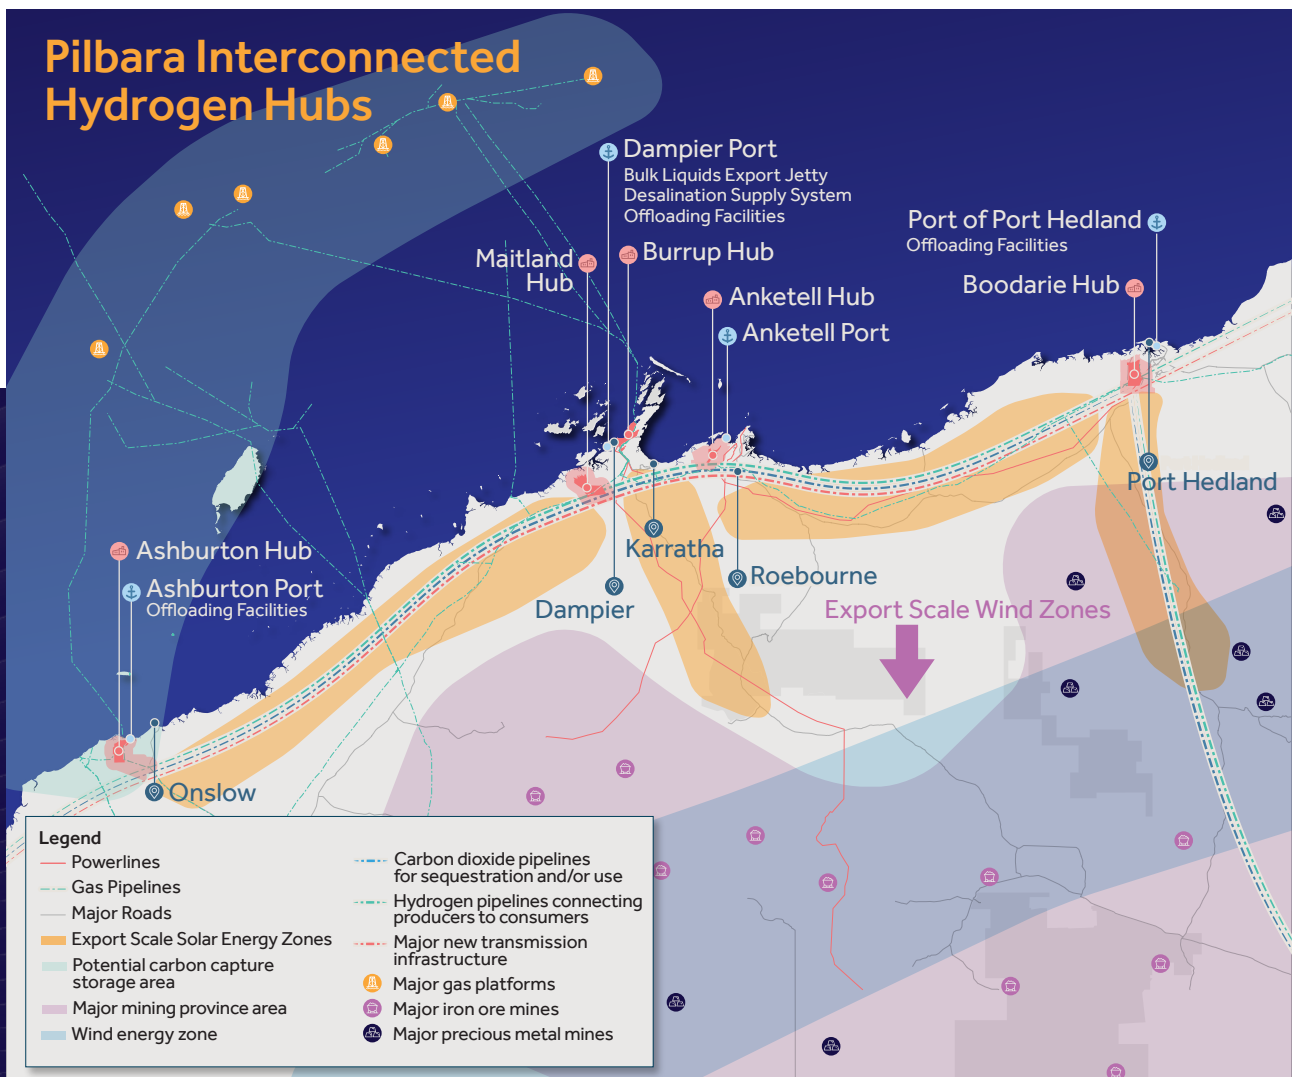 Pilbara Interconnected
Hydrogen Hubs
Dampier Port
Bulk Liquids Export Jetty
Desalination Supply System
Offloading Facilities
Port of Port Hedland
Offloading Facilities
Maitland
Hub
Burrup Hub
Boodarie Hub
Anketell Hub
Anketell Port
Port Hedland
Ashburton Hub
Ashburton Port
Offloading Facilities
Karratha
Roebourne
Dampier
Export Scale Wind Zones
Onslow
Legend
Powerlines
Gas Pipelines
Major Roads
Export Scale Solar Energy Zones
Potential carbon capture
storage area
Major mining province area
Wind energy zone
Carbon dioxide pipelines
for sequestration and/or use
Hydrogen pipelines connecting
producers to consumers
Major new transmission
infrastructure
Major gas platforms
Major iron ore mines
Major precious metal mines